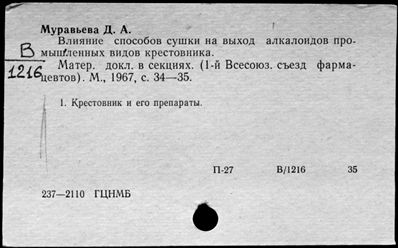 Муравьева Д. А.
Влияние способов сушки на выход алкалоидов про-
мышленных видов крестовника.
В
1216
Матер. докл. в секциях. (1-й Всесоюз. съезд фарма-
цевтов). М., 1967, с. 34—35.
1. Крестовник и его препараты.
П-27 В/1216 35
237—2110 ГЦНМБ